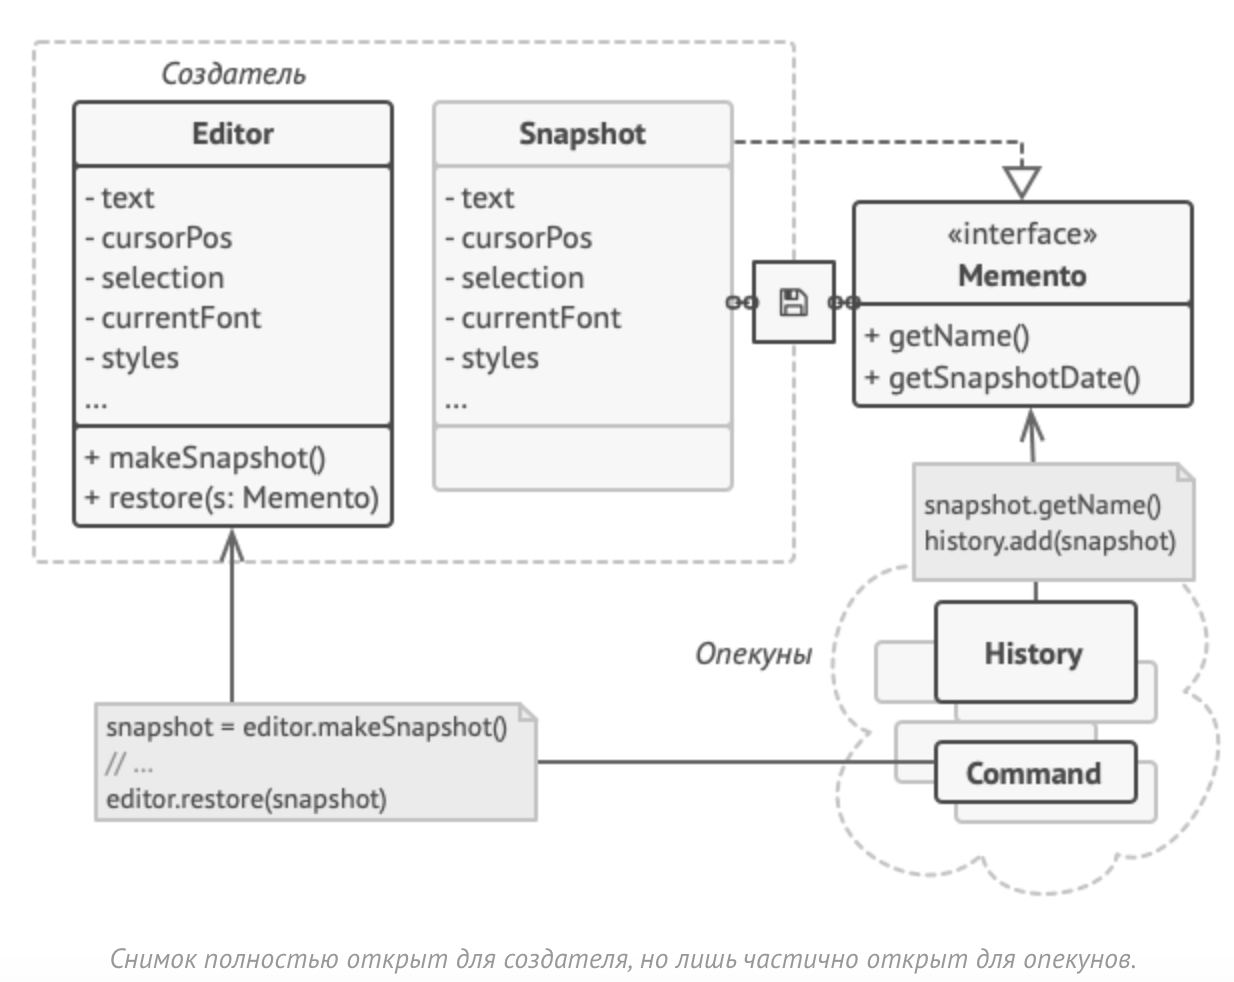 Создатель
Editor
- text
- cursorPos
- selection
- currentFont
- styles
...
+ makeSnapshot()
+ restore(s: Memento)
Snapshot
- text
- cursorPos
- selection
- currentFont
- styles
...
«interface»
Memento
+ getName()
+ getSnapshotDate()
snapshot.getName()
history.add(snapshot)
Опекуны
History
Command
snapshot = editor.makeSnapshot()
// ...
editor.restore(snapshot)
Снимок полностью открыт для создателя, но лишь частично открыт для опекунов.